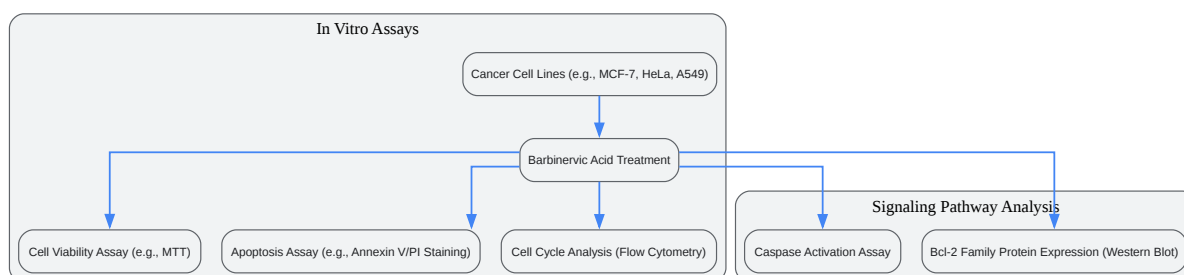 In Vitro Assays
Cancer Cell Lines (e.g., MCF-7, HeLa, A549)
Barbinervic Acid Treatment
Signaling Pathway Analysis
Cell Viability Assay (e.g., MTT)
Apoptosis Assay (e.g., Annexin V/PI Staining)
Cell Cycle Analysis (Flow Cytometry)
Caspase Activation Assay
Bcl-2 Family Protein Expression (Western Blot)